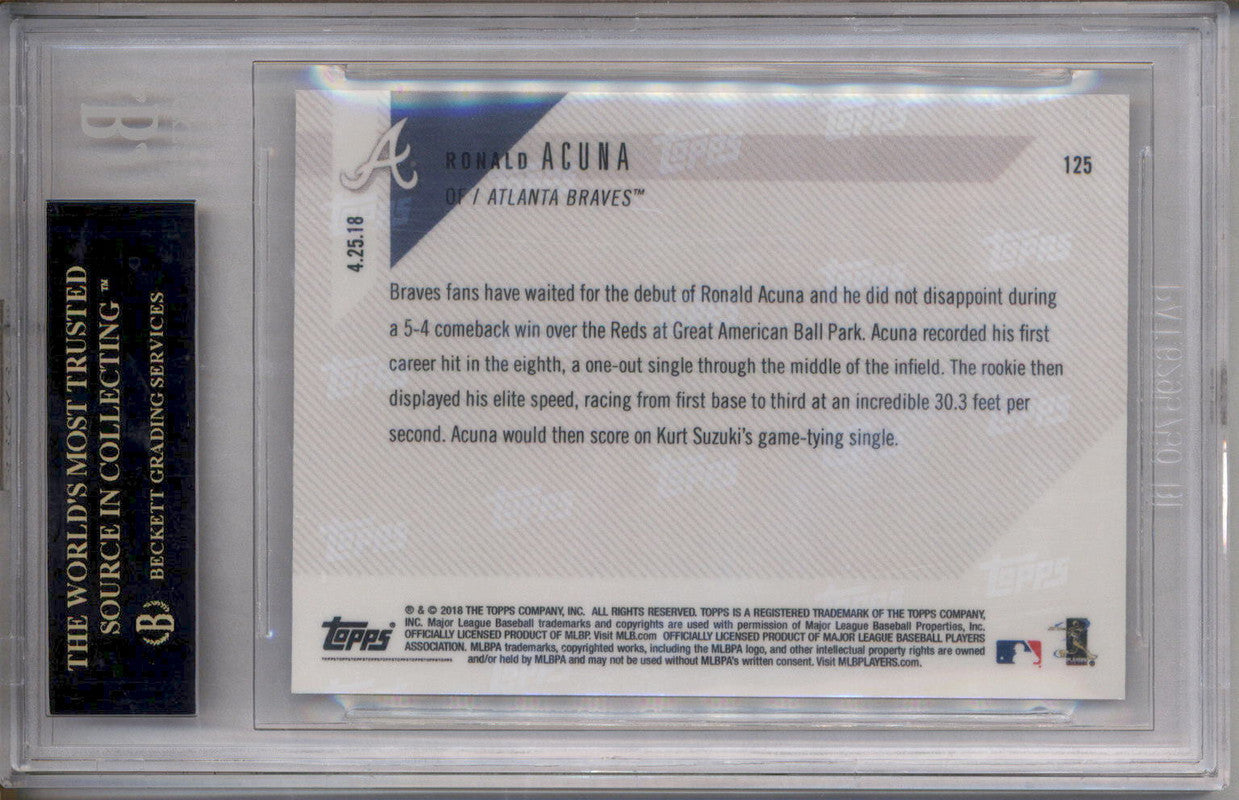 THE WORLD'S MOST TRUSTED
SOURCE IN COLLECTING™
BECKETT GRADING SERVICES
B
RONALD ACUNA
OF / ATLANTA BRAVES™
125
4.25.18
Braves fans have waited for the debut of Ronald Acuna and he did not disappoint during
a 5-4 comeback win over the Reds at Great American Ball Park. Acuna recorded his first
career hit in the eighth, a one-out single through the middle of the infield. The rookie then
displayed his elite speed, racing from first base to third at an incredible 30.3 feet per
second. Acuna would then score on Kurt Suzuki's game-tying single.
topps
® & © 2018 THE TOPPS COMPANY, INC. ALL RIGHTS RESERVED. TOPPS IS A REGISTERED TRADEMARK OF THE TOPPS COMPANY,
INC. Major League Baseball trademarks and copyrights are used with permission of Major League Baseball Properties, Inc.
OFFICIALLY LICENSED PRODUCT OF MLBP. Visit MLB.com OFFICIALLY LICENSED PRODUCT OF MAJOR LEAGUE BASEBALL PLAYERS
ASSOCIATION. MLBPA trademarks, copyrighted works, including the MLBPA logo, and other intellectual property rights are owned
and/or held by MLBPA and may not be used without MLBPA's written consent. Visit MLBPLAYERS.com.